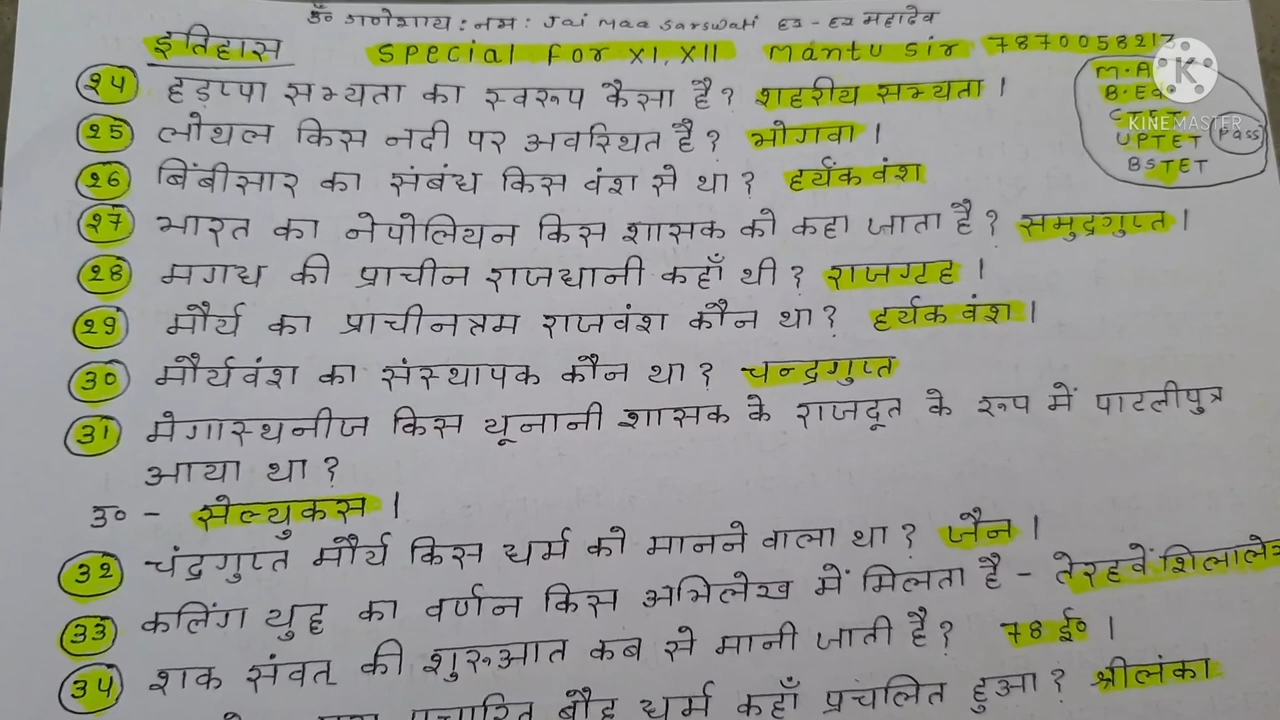 ॐ गणेशाय: नम: Jai Maa Sarswati हर - हर महादेव
इतिहास Special for XI, XII Mantu Sir 7870058213
M.A
B.Ed.
UPTET Pass
BSTET
KINEMASTER
24 हड़प्पा सभ्यता का स्वरूप कैसा है? शहरीय सभ्यता।
25 लोथल किस नदी पर अवस्थित है? भोगवा।
26 बिंबीसार का संबंध किस वंश से था? हर्यक वंश
27 भारत का नेपोलियन किस शासक को कहा जाता है? समुद्रगुप्त।
28 मगध की प्राचीन राजधानी कहाँ थी? राजगृह।
29 मौर्य का प्राचीनतम राजवंश कौन था? हर्यक वंश।
30 मौर्यवंश का संस्थापक कौन था? चन्द्रगुप्त
31 मेगास्थनीज किस यूनानी शासक के राजदूत के रूप में पाटलीपुत्र
आया था?
उ० - सेल्युकस।
32 चंद्रगुप्त मौर्य किस धर्म को मानने वाला था? जैन।
33 कलिंग युद्ध का वर्णन किस अभिलेख में मिलता है - तेरहवें शिलालेख
34 शक संवत् की शुरूआत कब से मानी जाती है? 78 ई०।
प्रचारित बौद्ध धर्म कहाँ प्रचलित हुआ? श्रीलंका